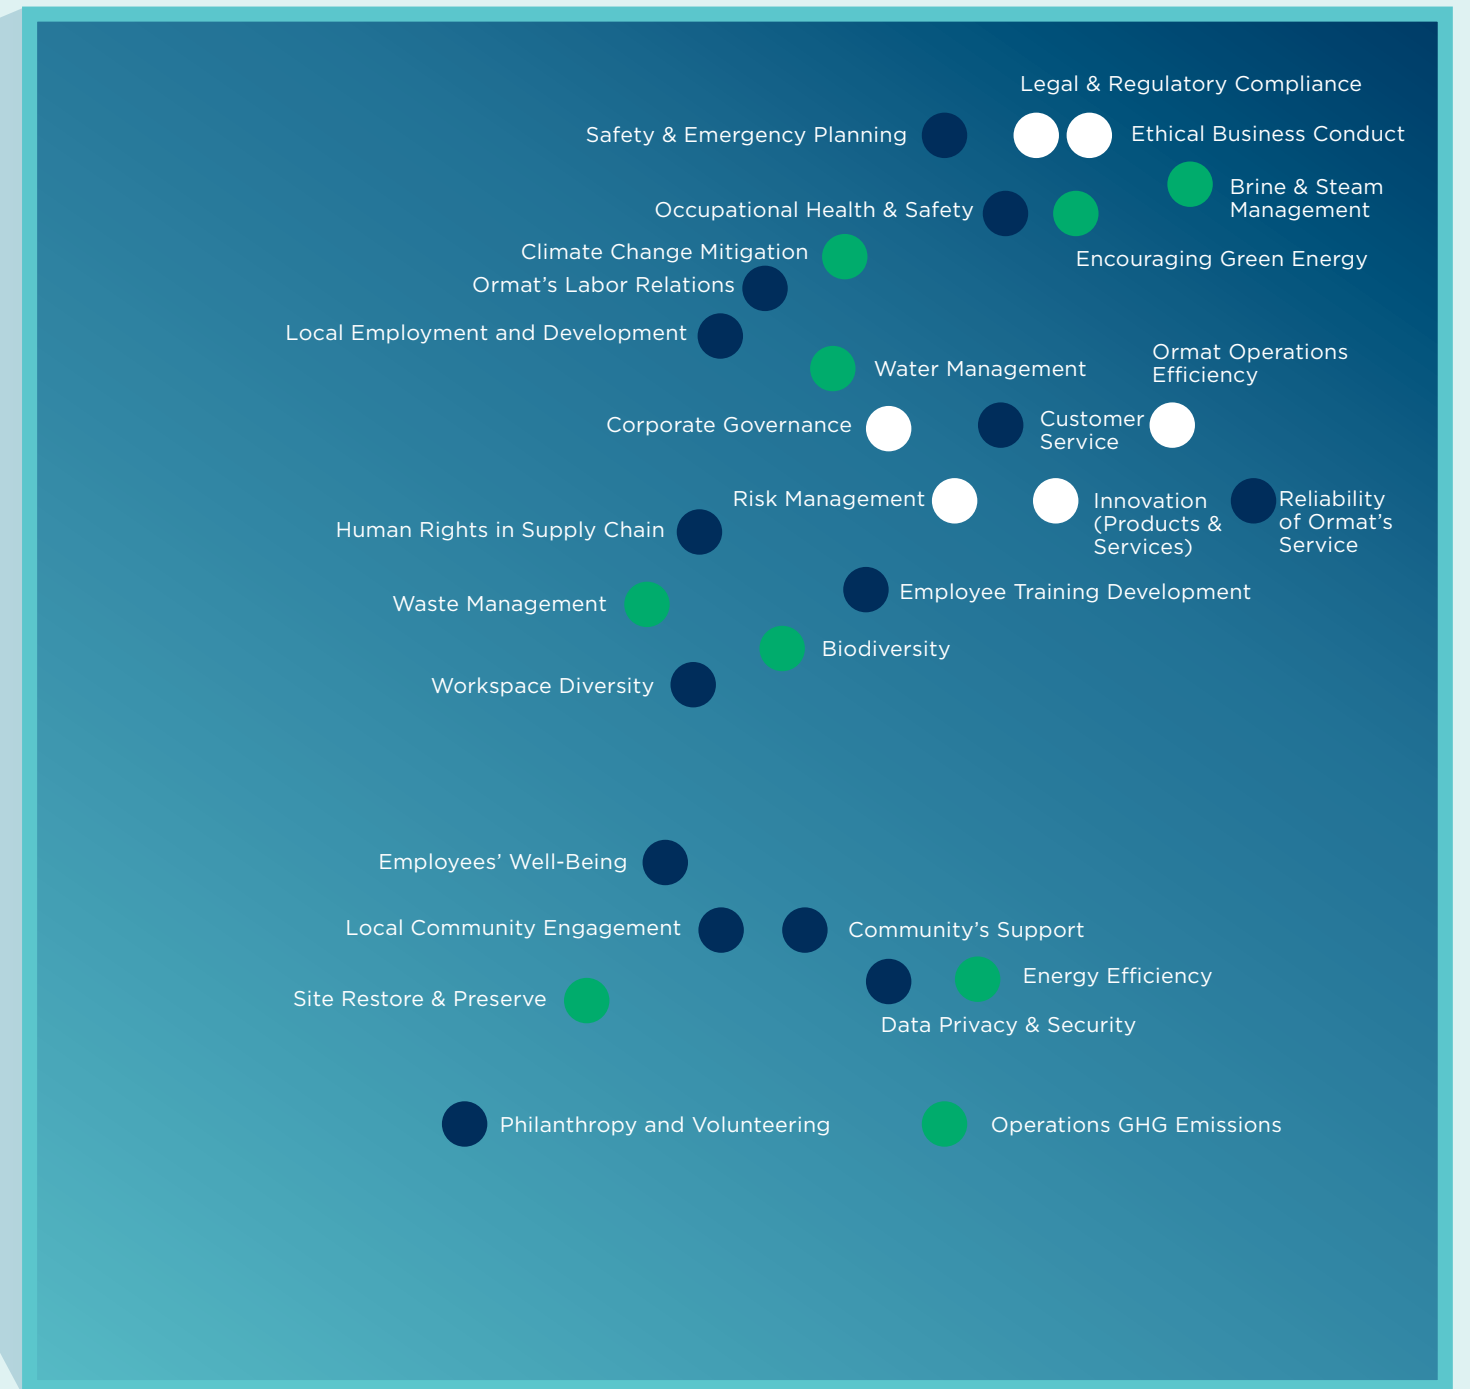 Legal & Regulatory Compliance
Safety & Emergency Planning
Ethical Business Conduct
Brine & Steam
Management
Occupational Health & Safety
Climate Change Mitigation
Encouraging Green Energy
Ormat’s Labor Relations
Local Employment and Development
Ormat Operations
Efficiency
Water Management
Corporate Governance
Customer
Service
Risk Management
Innovation
(Products &
Services)
Reliability
of Ormat’s
Service
Human Rights in Supply Chain
Employee Training Development
Waste Management
Biodiversity
Workspace Diversity
Employees’ Well-Being
Local Community Engagement
Community’s Support
Energy Efficiency
Site Restore & Preserve
Data Privacy & Security
Philanthropy and Volunteering
Operations GHG Emissions